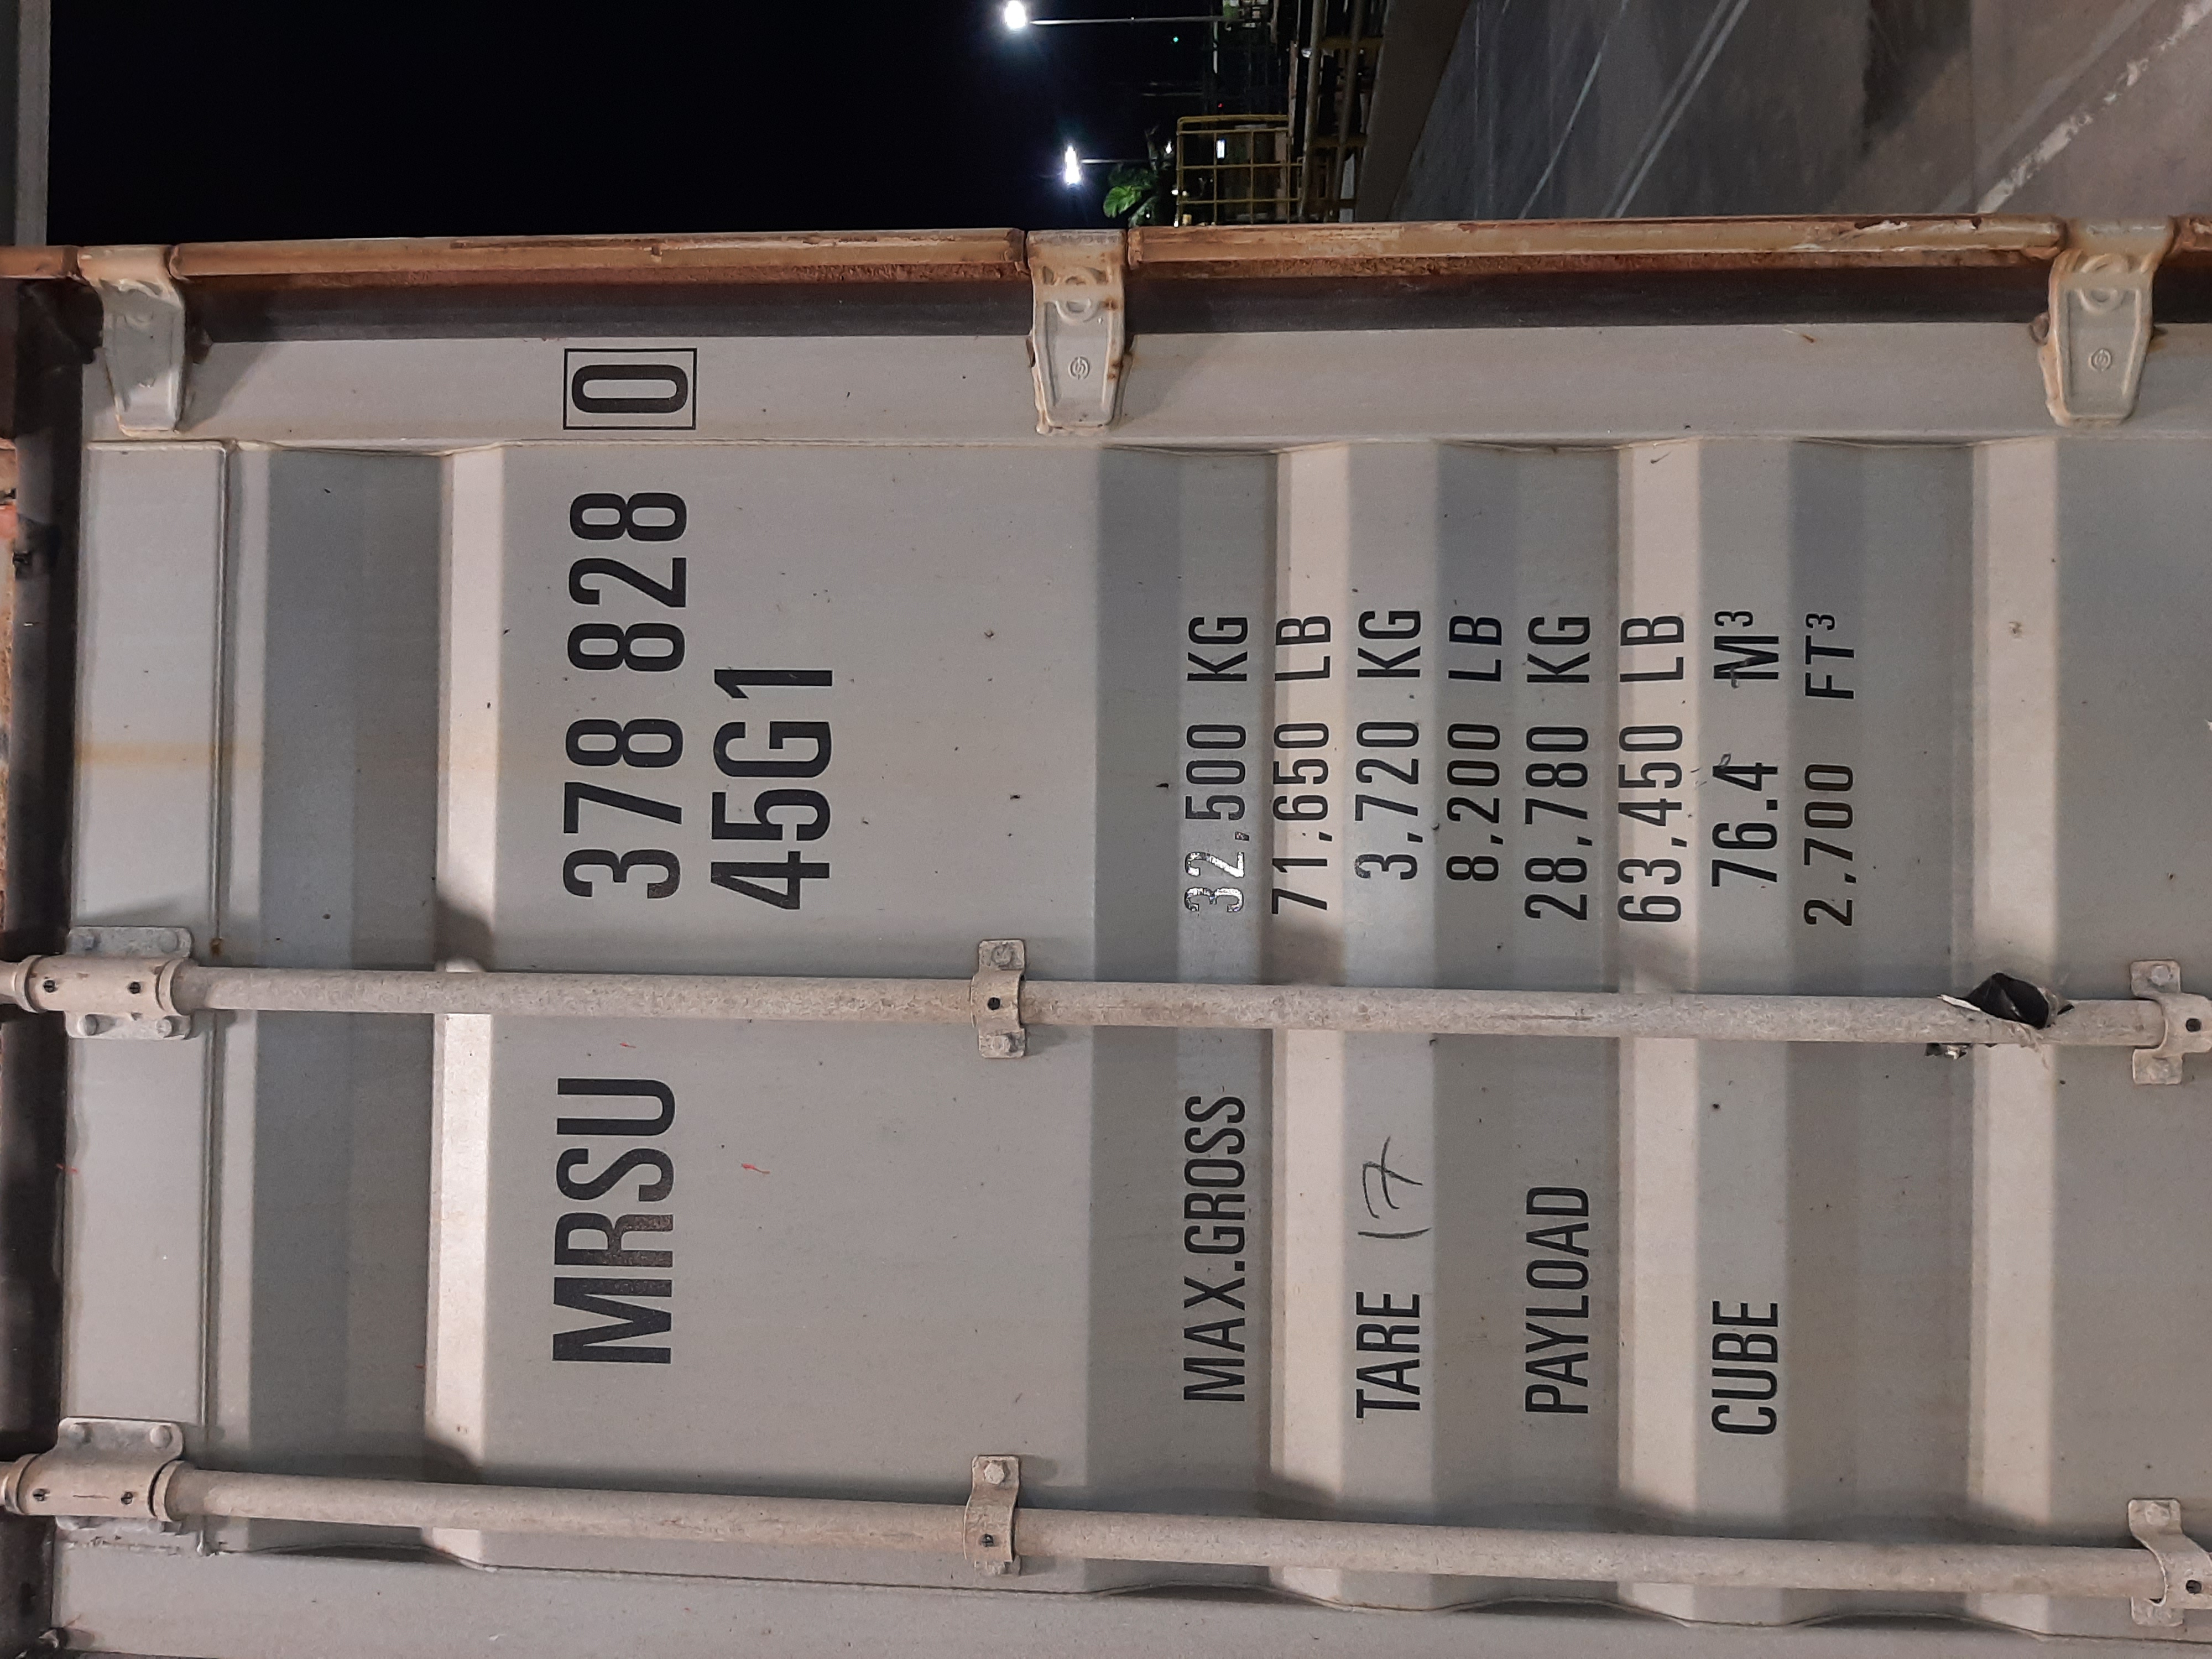 MRSU 378 828 0
45G1
MAX.GROSS 32,500 KG
71,650 LB
TARE 17 3,720 KG
8,200 LB
PAYLOAD 28,780 KG
63,450 LB
CUBE 76.4 M³
2,700 FT³